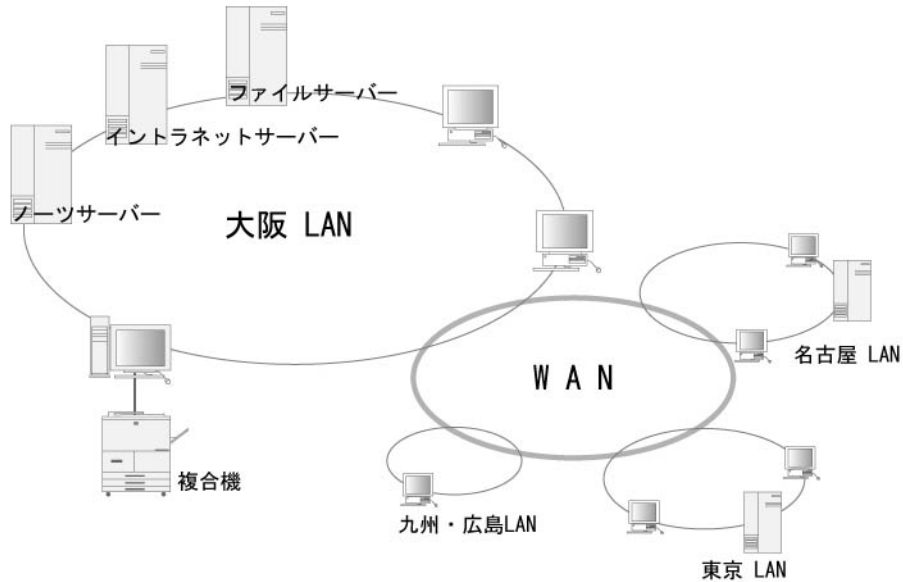 ファイルサーバー
イントラネットサーバー
ノーツサーバー
大阪 LAN
名古屋 LAN
WAN
複合機
九州・広島LAN
東京 LAN